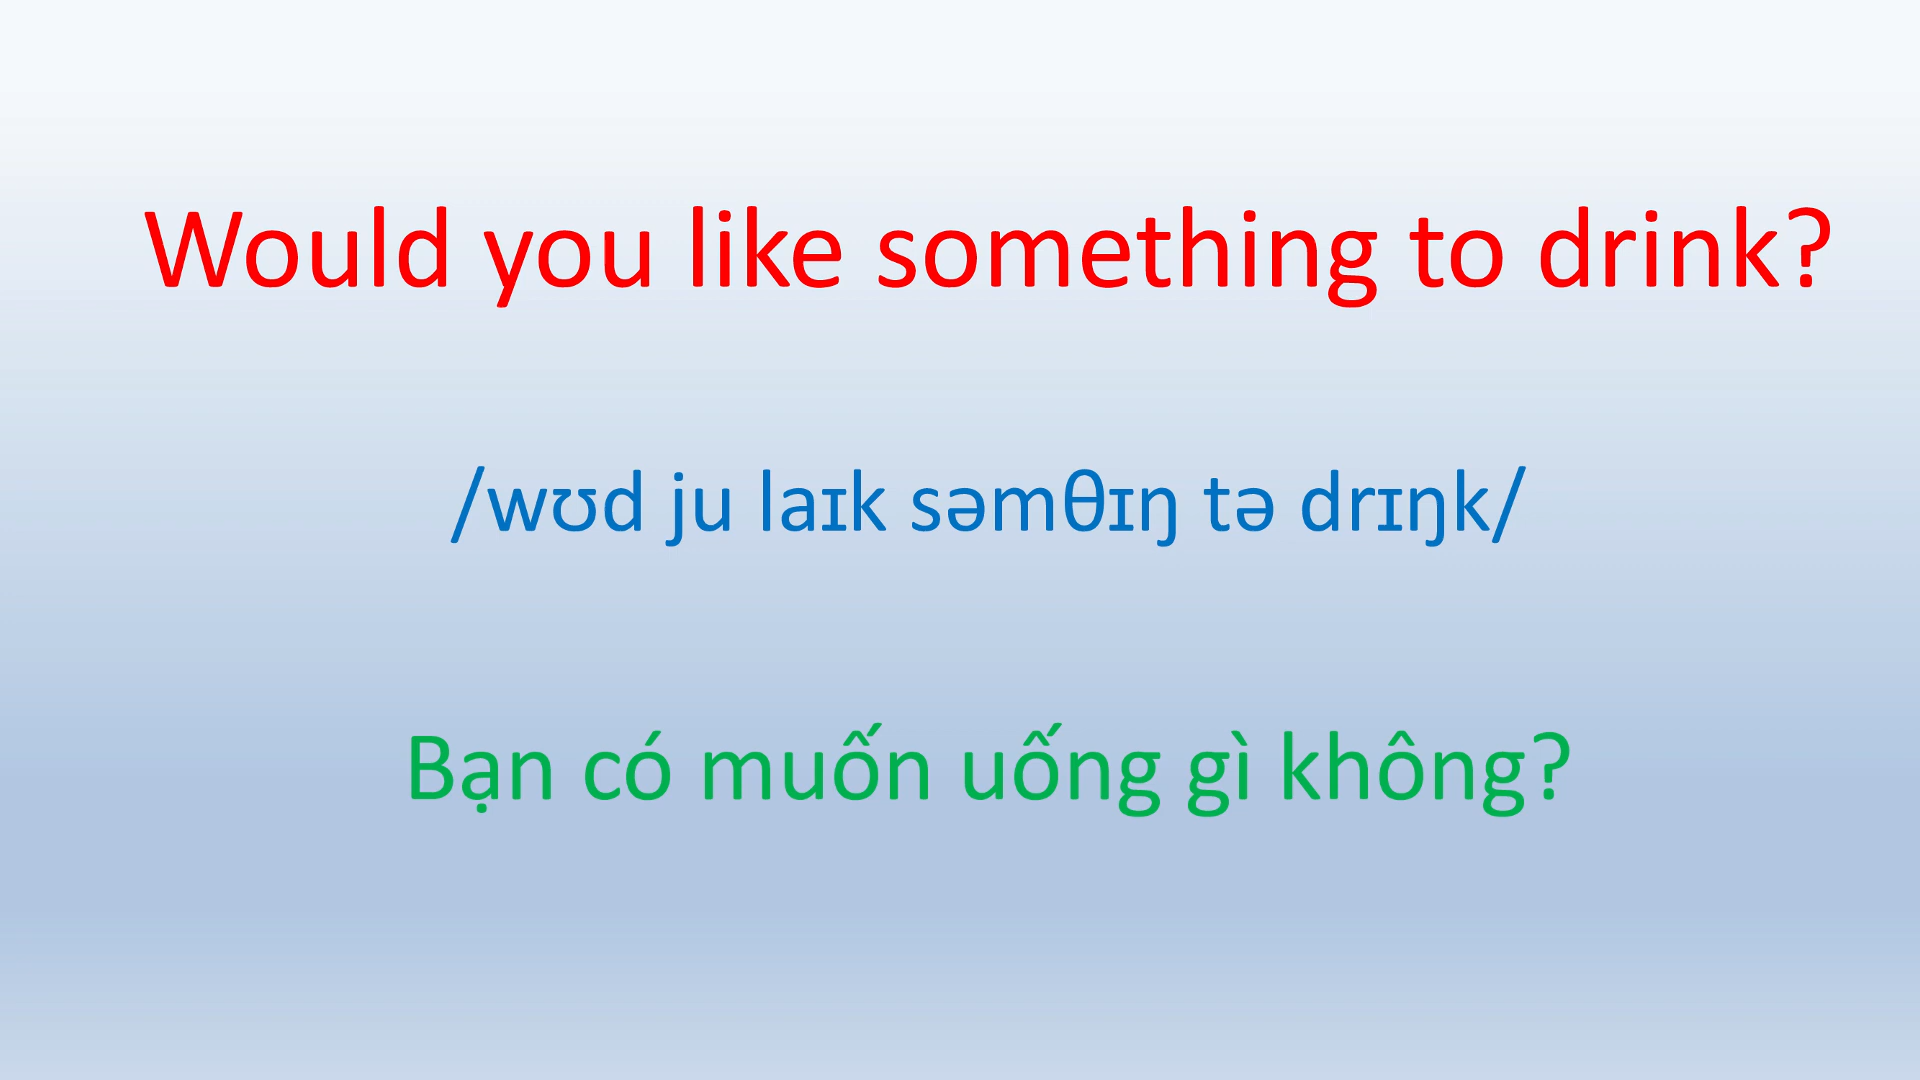 Would you like something to drink?
/wʊd ju laɪk səmθɪŋ tə drɪŋk/
Bạn có muốn uống gì không?